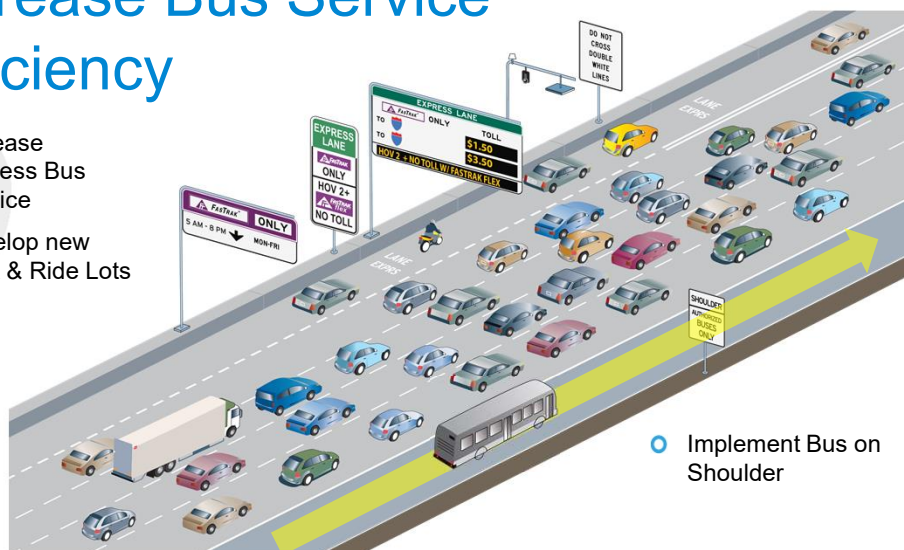 rease Bus Service
ciency
ease
ess Bus
ice
elop new
& Ride Lots
FASTRAK ONLY
5 AM - 8 PM MON-FRI
EXPRESS
LANE
FASTRAK
ONLY
HOV 2+
FASTRAK
flex
NO TOLL
EXPRESS LANE
FASTRAK ONLY TOLL
TO $1.50
TO $3.50
HOV 2 + NO TOLL W/ FASTRAK FLEX
DO NOT
CROSS
DOUBLE
WHITE
LINES
LANE
EXPRS
LANE
EXPRS
SHOULDER
AUTHORIZED
BUSES
ONLY
Implement Bus on
Shoulder